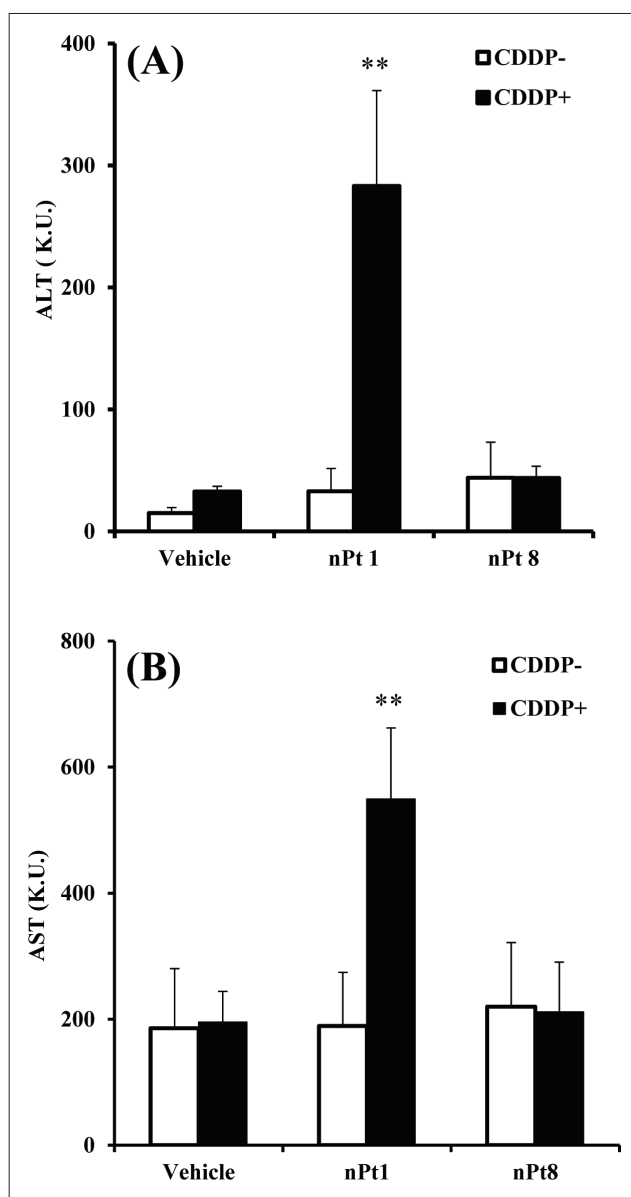 (A)
CDDP-
CDDP+
**
ALT ( K.U.)
400
300
200
100
0
Vehicle nPt 1 nPt 8
(B)
CDDP-
CDDP+
**
AST (K.U.)
800
600
400
200
0
Vehicle nPt1 nPt8